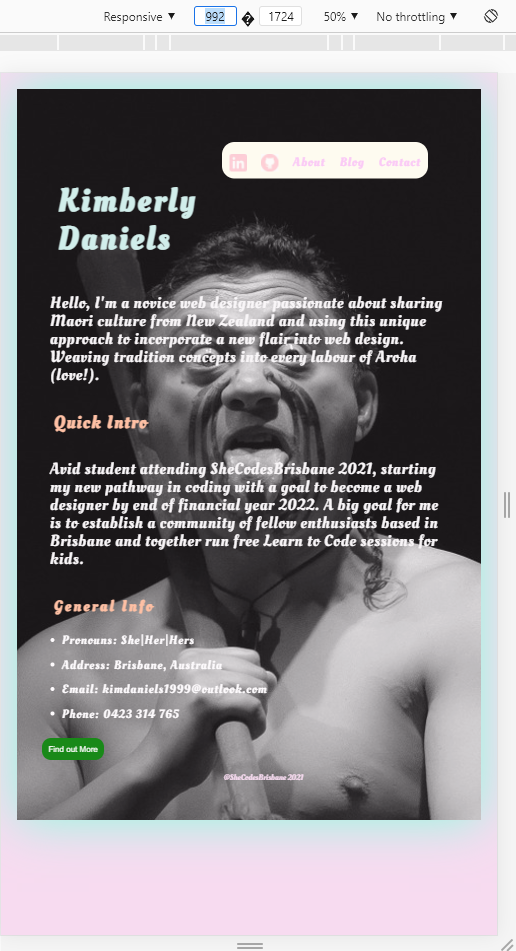 Responsive ▼ 992 � 1724 50% ▼ No throttling ▼
in About Blog Contact
Kimberly
Daniels
Hello, I'm a novice web designer passionate about sharing
Maori culture from New Zealand and using this unique
approach to incorporate a new flair into web design.
Weaving tradition concepts into every labour of Aroha
(love!).
Quick Intro
Avid student attending SheCodesBrisbane 2021, starting
my new pathway in coding with a goal to become a web
designer by end of financial year 2022. A big goal for me
is to establish a community of fellow enthusiasts based in
Brisbane and together run free Learn to Code sessions for
kids.
General Info
• Pronouns: She|Her|Hers
• Address: Brisbane, Australia
• Email: kimdaniels1999@outlook.com
• Phone: 0423 314 765
Find out More
@SheCodesBrisbane 2021